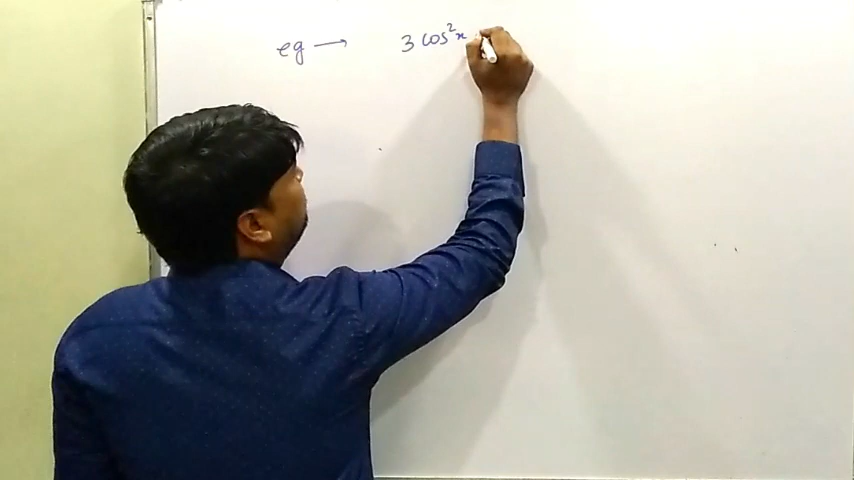 eg → 3 cos²x